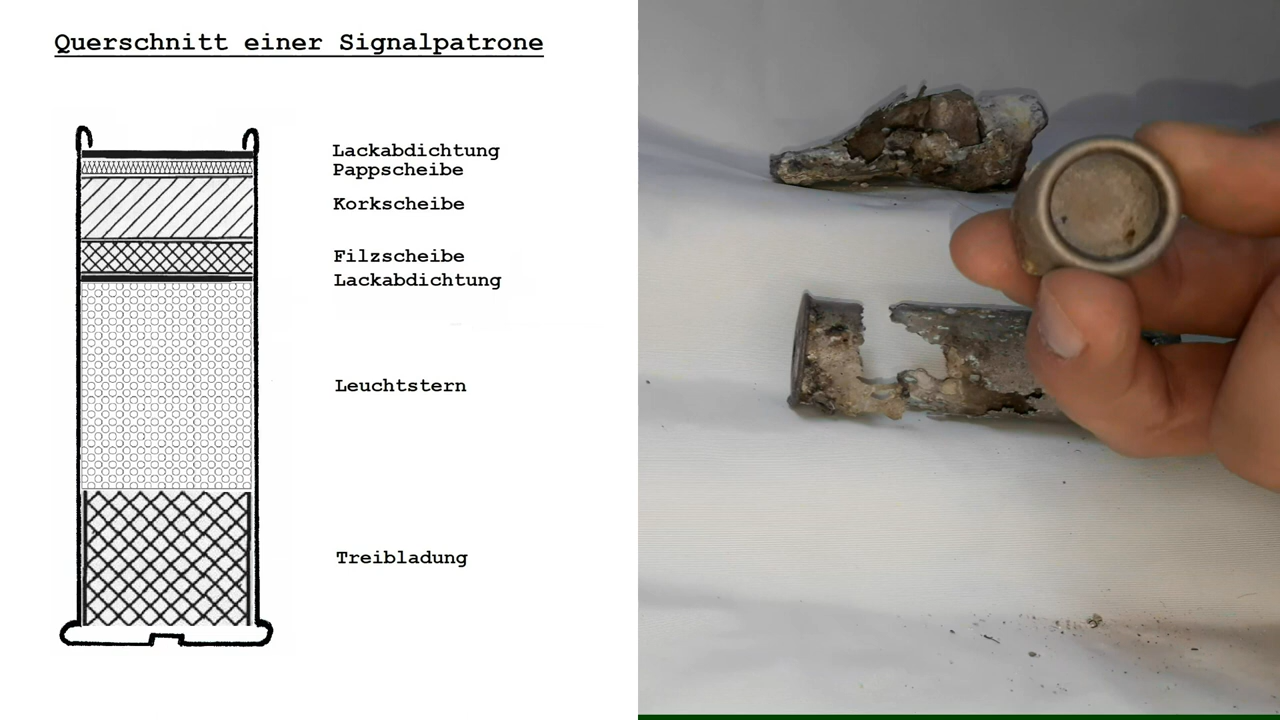 Querschnitt einer Signalpatrone
Lackabdichtung
Pappscheibe
Korkscheibe
Filzscheibe
Lackabdichtung
Leuchtstern
Treibladung